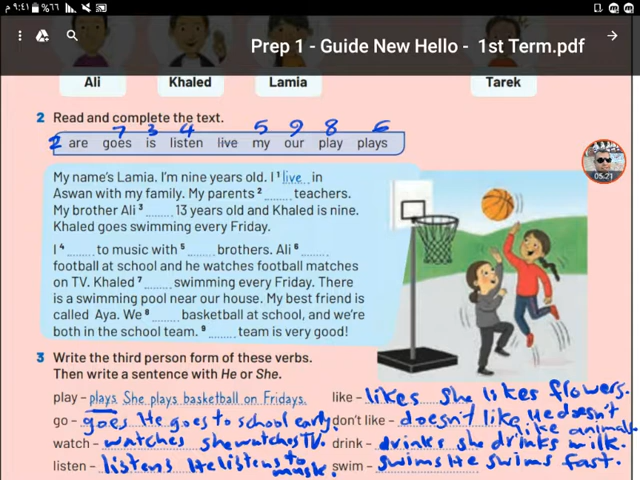 ٩:٤١ م ٦٦%
Prep 1 - Guide New Hello - 1st Term.pdf
Ali Khaled Lamia Tarek
2 Read and complete the text.
2 7 3 4 5 9 8 6
are goes is listen live my our play plays
05:21
My name's Lamia. I'm nine years old. I ¹ live in
Aswan with my family. My parents ² ........ teachers.
My brother Ali ³ ........ 13 years old and Khaled is nine.
Khaled goes swimming every Friday.
I ⁴ ........ to music with ⁵ ........ brothers. Ali ⁶ ........
football at school and he watches football matches
on TV. Khaled ⁷ ........ swimming every Friday. There
is a swimming pool near our house. My best friend is
called Aya. We ⁸ ........ basketball at school, and we're
both in the school team. ⁹ ........ team is very good!
3 Write the third person form of these verbs.
Then write a sentence with He or She.
play – plays She plays basketball on Fridays.
go – goes He goes to school early.
watch – watches she watches TV.
listen – listens He listens to music.
like – likes she likes flowers.
don't like – doesn't like He doesn't like animals
drink – drinks she drinks milk.
swim – swims He swims fast.